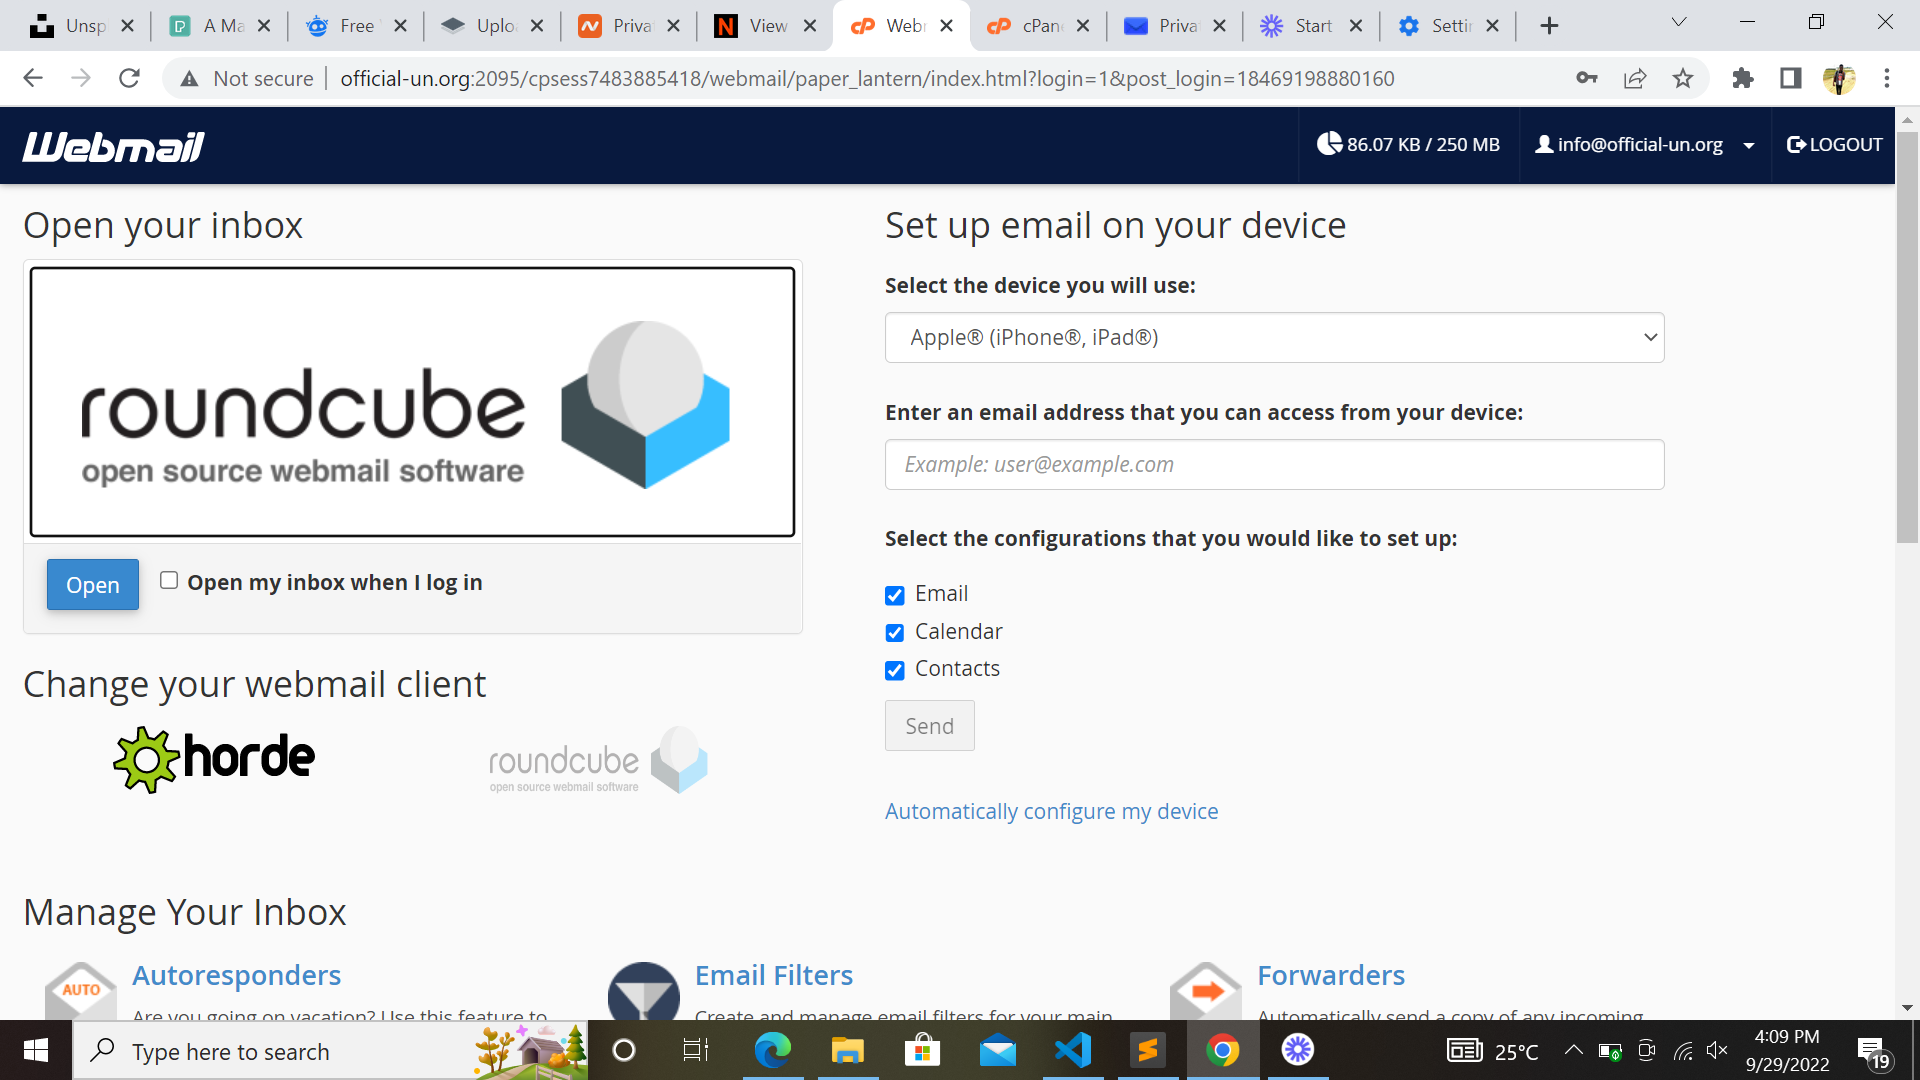 Unsp
A Ma
Free
Uplo
Priva
View
Webr
cPan
Priva
Start
Settin
Not secure
official-un.org:2095/cpsess7483885418/webmail/paper_lantern/index.html?login=1&post_login=18469198880160
Webmail
86.07 KB / 250 MB
info@official-un.org
LOGOUT
Open your inbox
roundcube
open source webmail software
Open
Open my inbox when I log in
Change your webmail client
horde
roundcube
open source webmail software
Set up email on your device
Select the device you will use:
Apple® (iPhone®, iPad®)
Enter an email address that you can access from your device:
Example: user@example.com
Select the configurations that you would like to set up:
Email
Calendar
Contacts
Send
Automatically configure my device
Manage Your Inbox
AUTO
Autoresponders
Are you going on vacation? Use this feature to
Email Filters
Create and manage email filters for your main
Forwarders
Automatically send a copy of any incoming
Type here to search
25°C
4:09 PM
9/29/2022
19